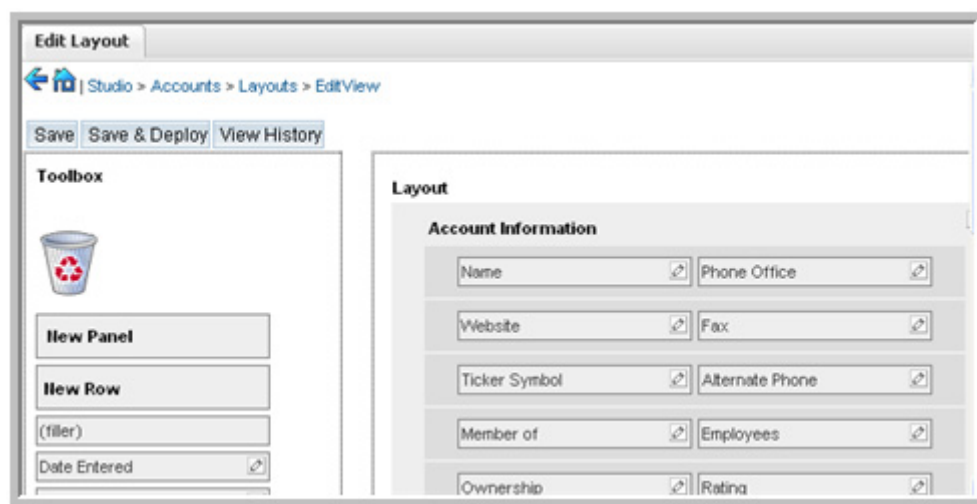 Edit Layout
| Studio > Accounts > Layouts > EditView
Save Save & Deploy View History
Toolbox
New Panel
New Row
(filler)
Date Entered
Layout
Account Information
Name Phone Office
Website Fax
Ticker Symbol Alternate Phone
Member of Employees
Ownership Rating